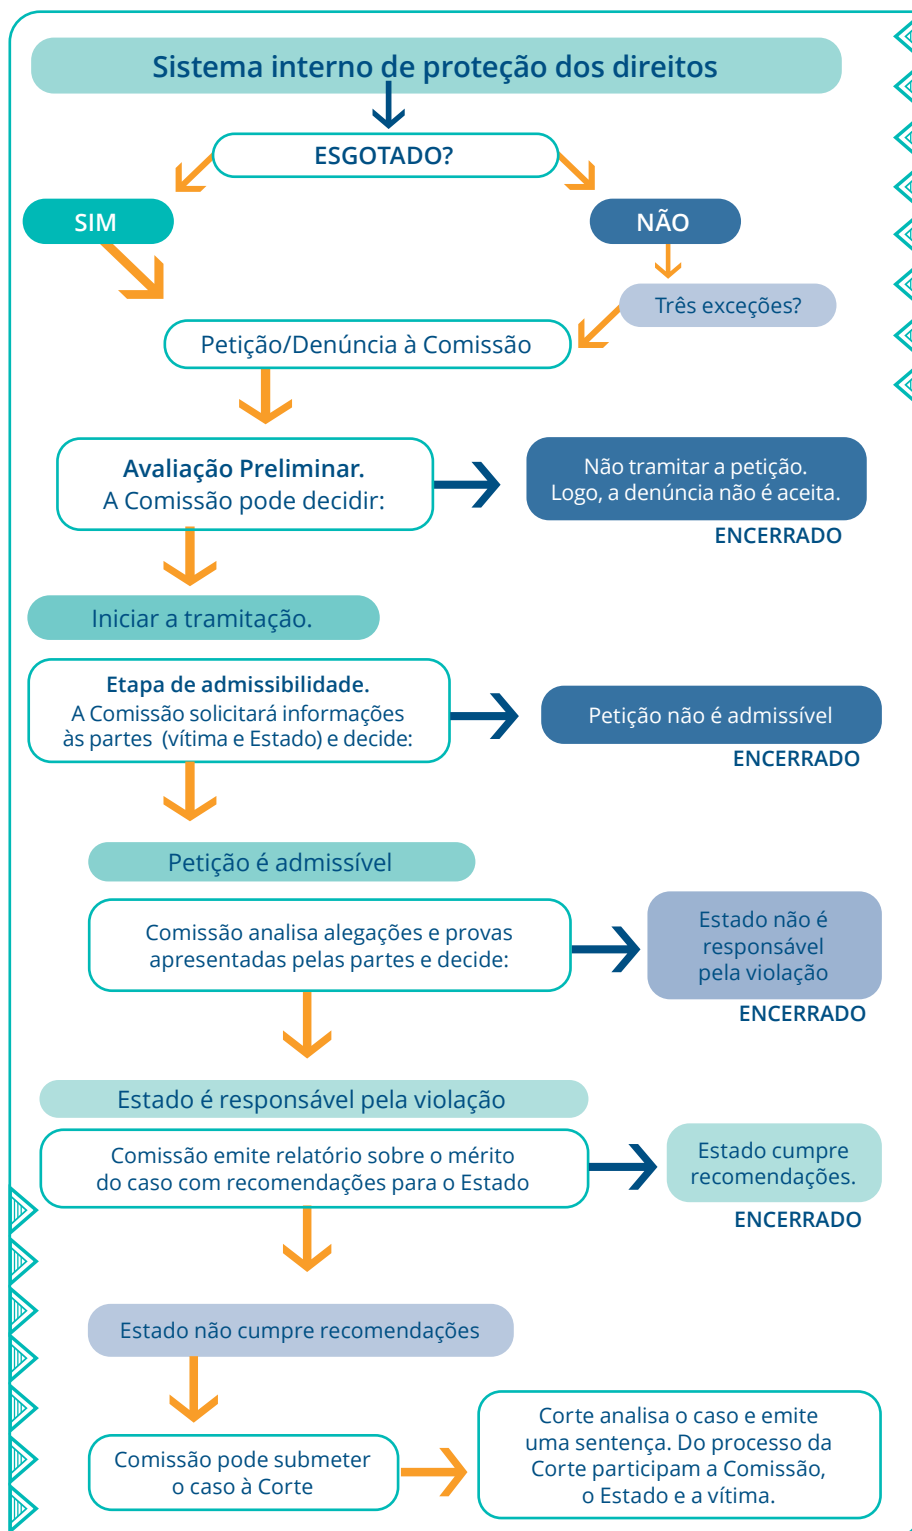 Sistema interno de proteção dos direitos
ESGOTADO?
SIM
NÃO
Três exceções?
Petição/Denúncia à Comissão
Avaliação Preliminar.
A Comissão pode decidir:
Não tramitar a petição.
Logo, a denúncia não é aceita.
ENCERRADO
Iniciar a tramitação.
Etapa de admissibilidade.
A Comissão solicitará informações
às partes (vítima e Estado) e decide:
Petição não é admissível
ENCERRADO
Petição é admissível
Comissão analisa alegações e provas
apresentadas pelas partes e decide:
Estado não é
responsável
pela violação
ENCERRADO
Estado é responsável pela violação
Comissão emite relatório sobre o mérito
do caso com recomendações para o Estado
Estado cumpre
recomendações.
ENCERRADO
Estado não cumpre recomendações
Comissão pode submeter
o caso à Corte
Corte analisa o caso e emite
uma sentença. Do processo da
Corte participam a Comissão,
o Estado e a vítima.